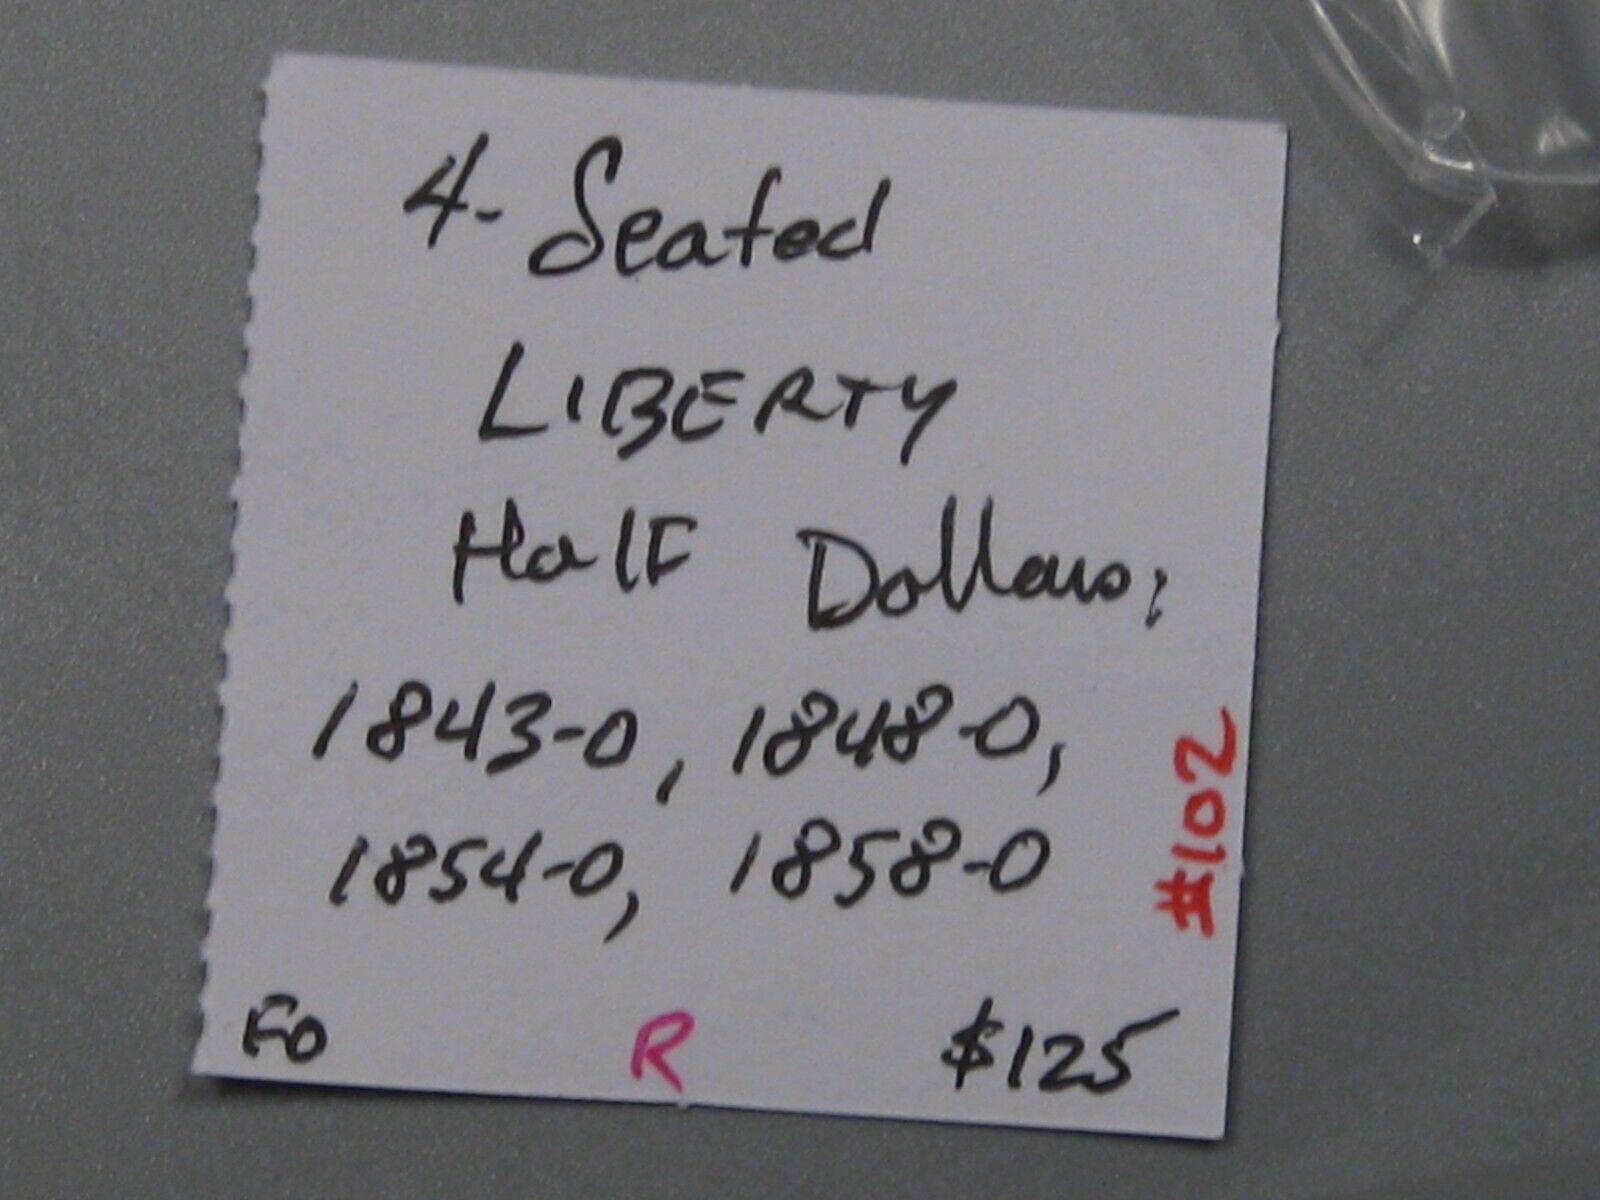 4- Seated
LIBERTY
Half Dollars:
1843-O, 1848-O,
1854-O, 1858-O
#102
FO R $125